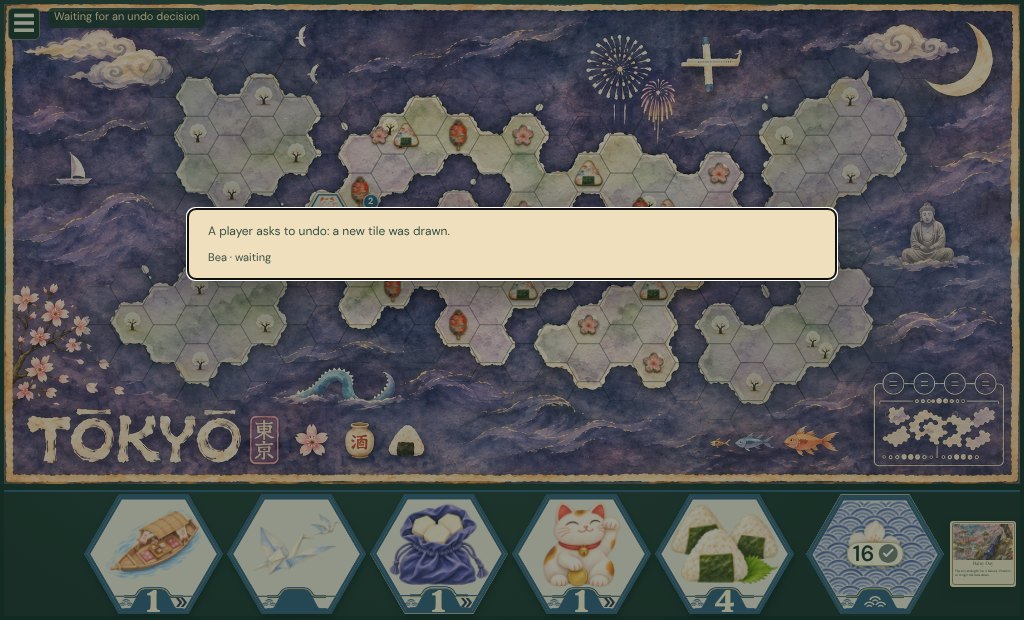 Waiting for an undo decision
2
A player asks to undo: a new tile was drawn.
Bea · waiting
TŌKYŌ
東京
酒
1
1
1
4
16